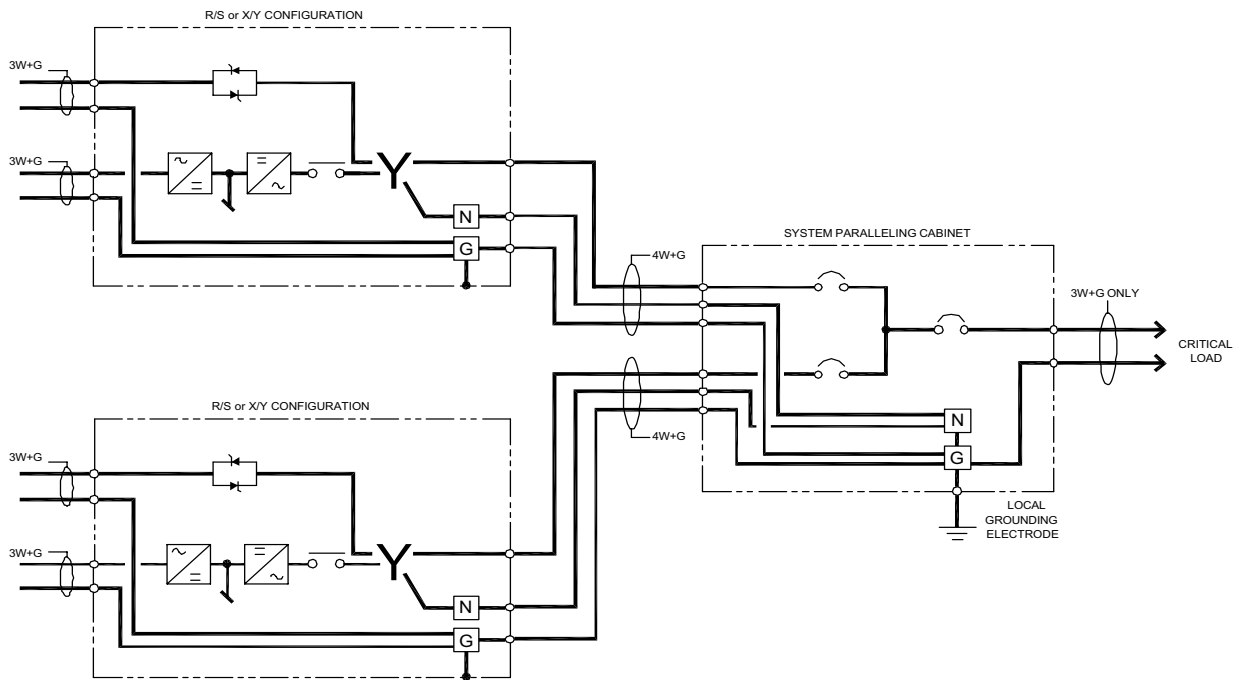 R/S or X/Y CONFIGURATION
3W+G
3W+G
Y
N
G
4W+G
SYSTEM PARALLELING CABINET
3W+G ONLY
CRITICAL
LOAD
N
G
LOCAL
GROUNDING
ELECTRODE
4W+G
R/S or X/Y CONFIGURATION
3W+G
3W+G
Y
N
G